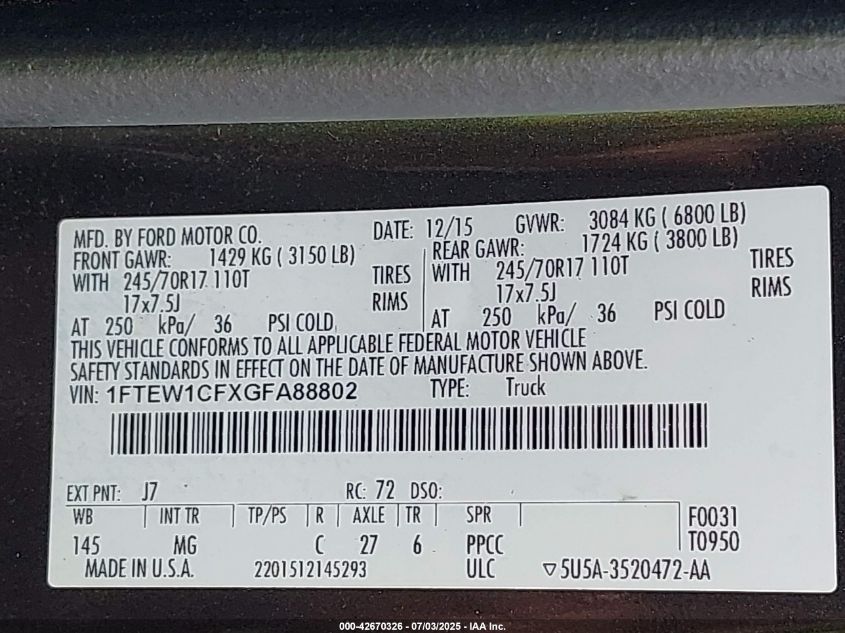 MFD. BY FORD MOTOR CO. DATE: 12/15 GVWR: 3084 KG ( 6800 LB)
FRONT GAWR: 1429 KG ( 3150 LB) REAR GAWR: 1724 KG ( 3800 LB)
WITH 245/70R17 110T TIRES WITH 245/70R17 110T TIRES
17x7.5J RIMS 17x7.5J RIMS
AT 250 kPa/ 36 PSI COLD AT 250 kPa/ 36 PSI COLD
THIS VEHICLE CONFORMS TO ALL APPLICABLE FEDERAL MOTOR VEHICLE
SAFETY STANDARDS IN EFFECT ON THE DATE OF MANUFACTURE SHOWN ABOVE.
VIN: 1FTEW1CFXGFA88802 TYPE: Truck
EXT PNT: J7 RC: 72 DSO:
WB INT TR TP/PS R AXLE TR SPR F0031
145 MG C 27 6 PPCC T0950
MADE IN U.S.A. 2201512145293 ULC ▽5U5A-3520472-AA
000-42670326 - 07/03/2025 - IAA Inc.